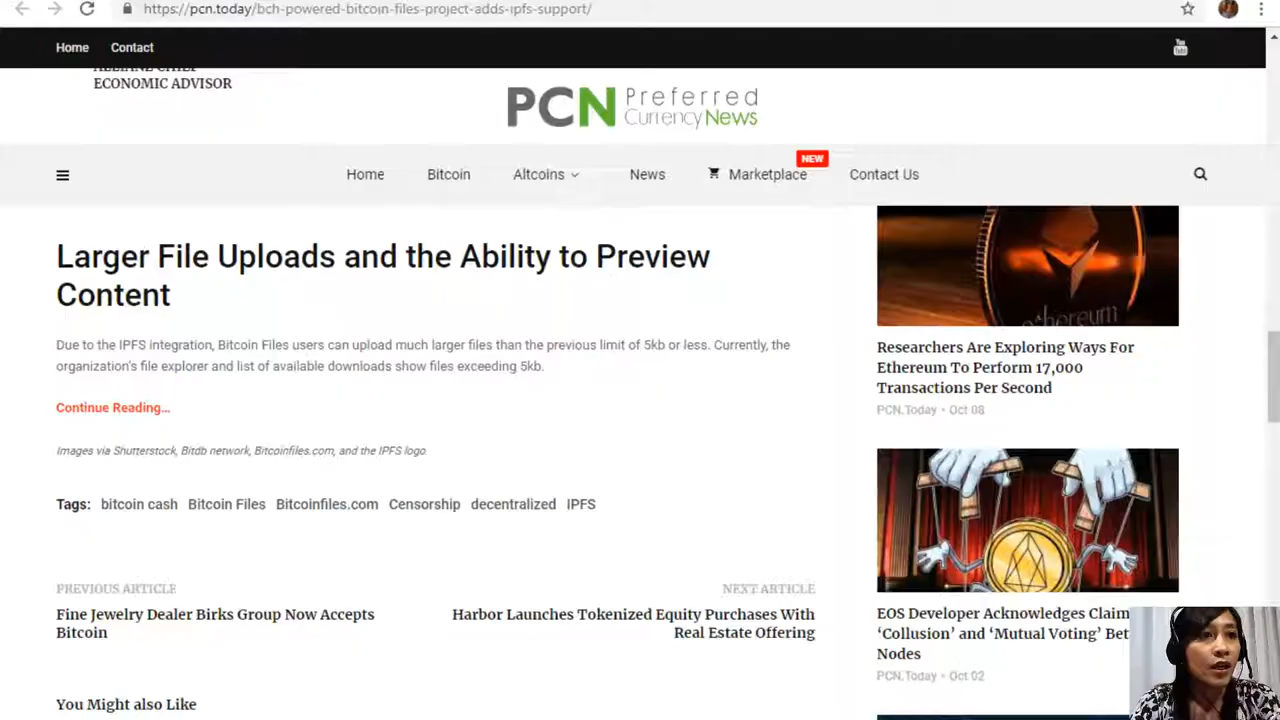 https://pcn.today/bch-powered-bitcoin-files-project-adds-ipfs-support/
Home Contact
ECONOMIC ADVISOR
PCN Preferred Currency News
Home Bitcoin Altcoins News Marketplace NEW Contact Us
Larger File Uploads and the Ability to Preview
Content
Due to the IPFS integration, Bitcoin Files users can upload much larger files than the previous limit of 5kb or less. Currently, the
organization's file explorer and list of available downloads show files exceeding 5kb.
Continue Reading...
Images via Shutterstock, Bitdb network, Bitcoinfiles.com, and the IPFS logo.
Tags: bitcoin cash Bitcoin Files Bitcoinfiles.com Censorship decentralized IPFS
PREVIOUS ARTICLE
Fine Jewelry Dealer Birks Group Now Accepts
Bitcoin
NEXT ARTICLE
Harbor Launches Tokenized Equity Purchases With
Real Estate Offering
You Might also Like
ethereum
Researchers Are Exploring Ways For
Ethereum To Perform 17,000
Transactions Per Second
PCN.Today • Oct 08
EOS Developer Acknowledges Claim
'Collusion' and 'Mutual Voting' Bet
Nodes
PCN.Today • Oct 02